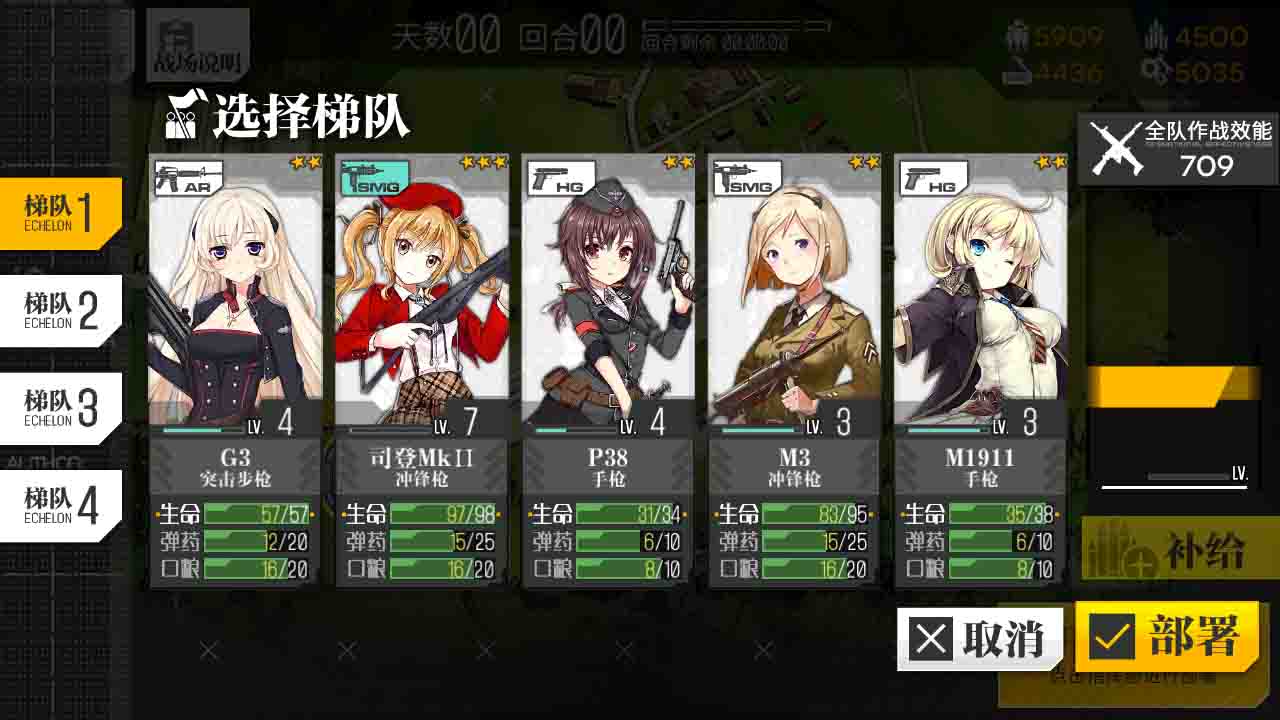 战场说明
天数00 回合00 回合剩余 00:00:00
5909 4500
4436 5035
选择梯队
全队作战效能
709
梯队 1
ECHELON
梯队 2
ECHELON
梯队 3
ECHELON
梯队 4
ECHELON
AR
LV. 4
G3
突击步枪
生命 57/57
弹药 12/20
口粮 16/20
SMG
LV. 7
司登MkII
冲锋枪
生命 97/98
弹药 15/25
口粮 16/20
HG
LV. 4
P38
手枪
生命 31/34
弹药 6/10
口粮 8/10
SMG
LV. 3
M3
冲锋枪
生命 83/95
弹药 15/25
口粮 16/20
HG
LV. 3
M1911
手枪
生命 35/38
弹药 6/10
口粮 8/10
LV.
补给
取消
部署